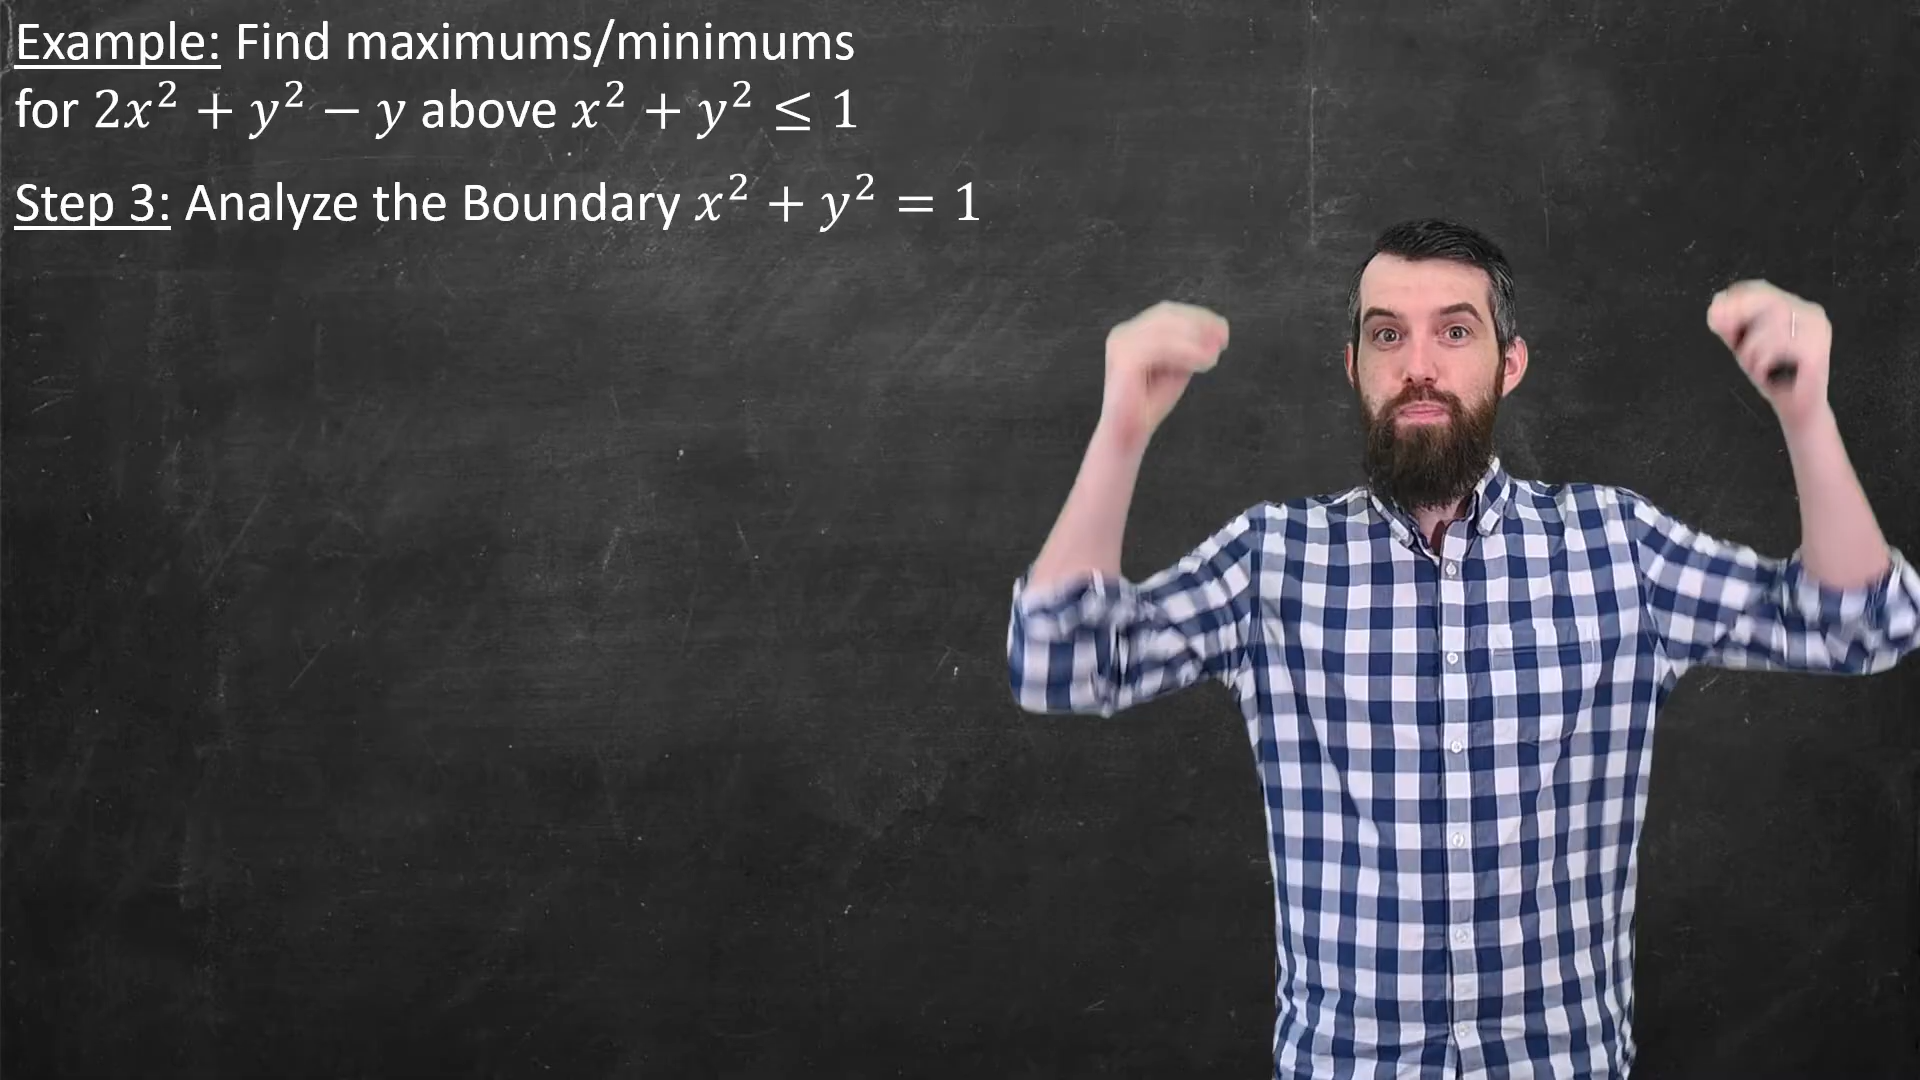 Example: Find maximums/minimums
for 2x² + y² − y above x² + y² ≤ 1
Step 3: Analyze the Boundary x² + y² = 1